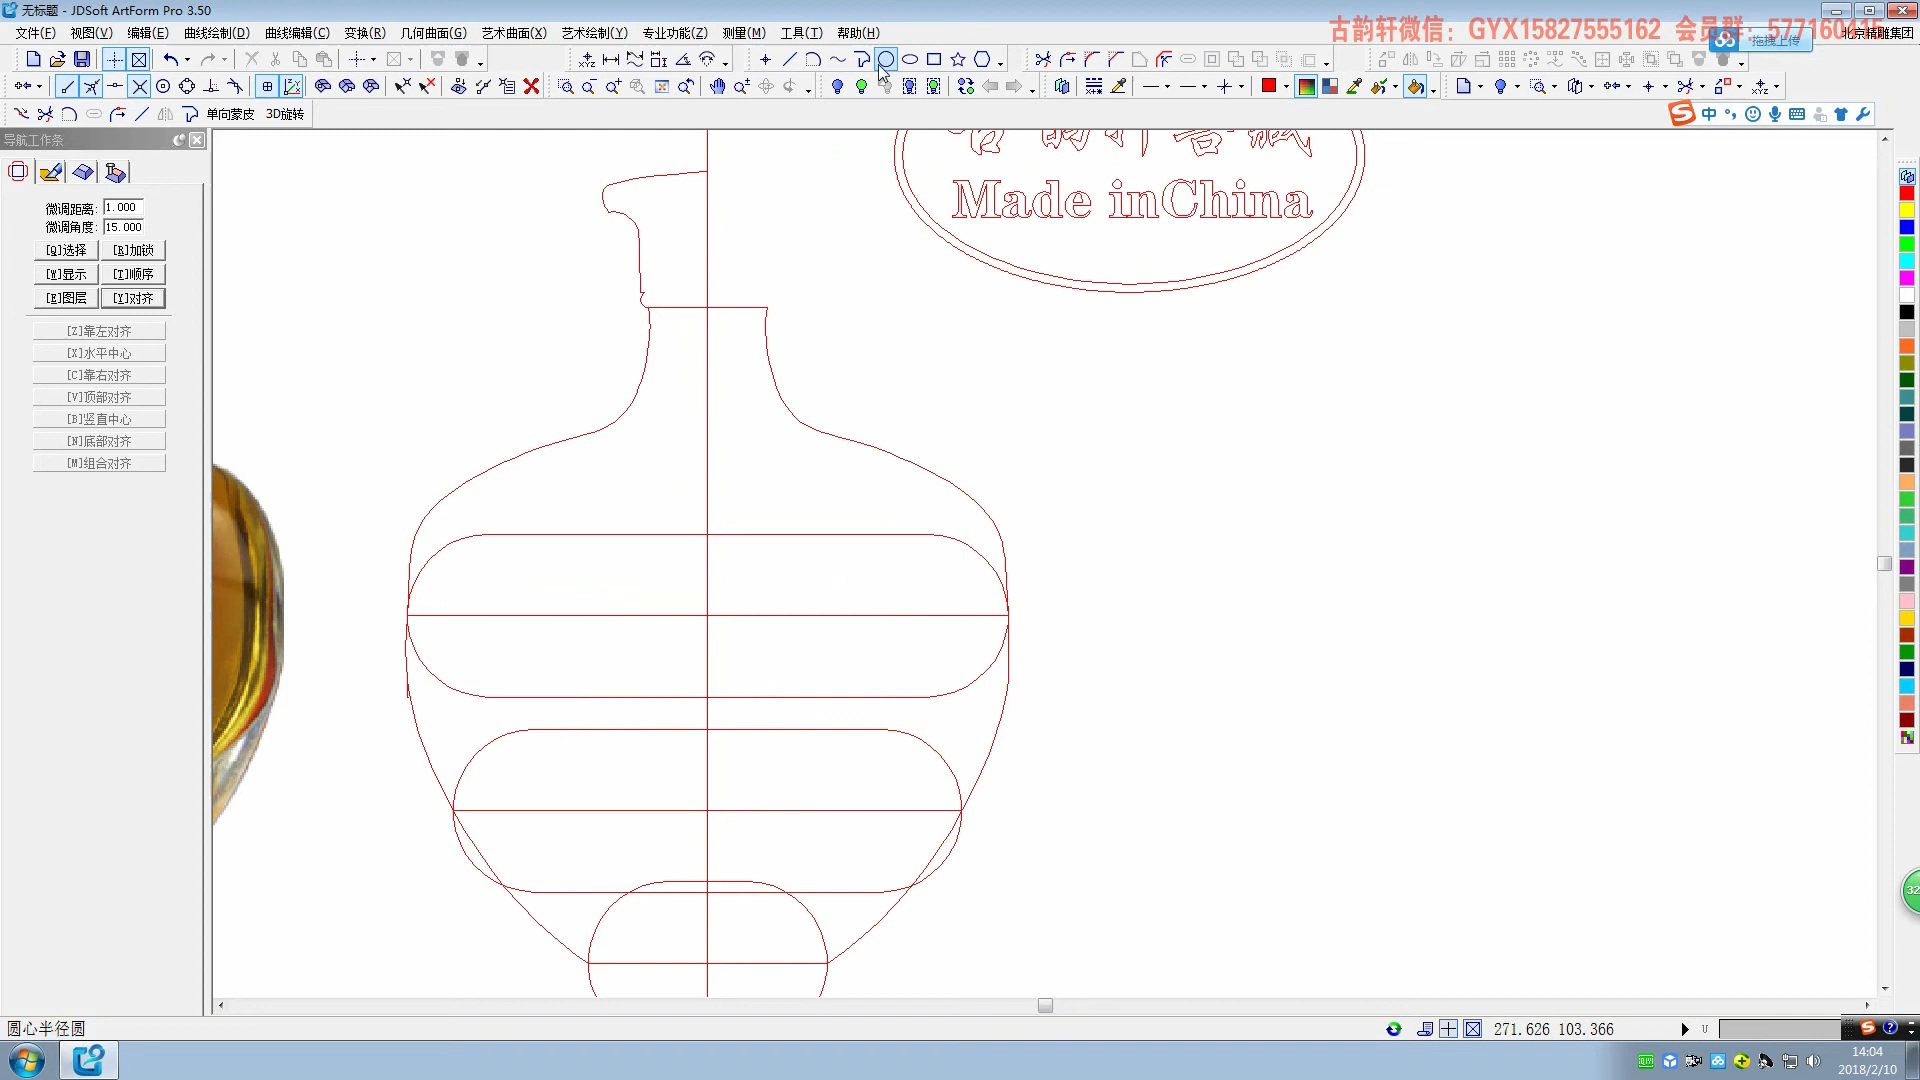 无标题 - JDSoft ArtForm Pro 3.50
古韵轩微信：GYX15827555162 会员群：577160415
文件(F) 视图(V) 编辑(E) 曲线绘制(D) 曲线编辑(C) 变换(R) 几何曲面(G) 艺术曲面(X) 艺术绘制(Y) 专业功能(Z) 测量(M) 工具(T) 帮助(H)
拖拽上传
北京精雕集团
单向蒙皮 3D旋转
中
导航工作条
微调距离: 1.000
微调角度: 15.000
[Q]选择 [R]加锁
[W]显示 [T]顺序
[E]图层 [Y]对齐
[Z]靠左对齐
[X]水平中心
[C]靠右对齐
[V]顶部对齐
[B]竖直中心
[N]底部对齐
[M]组合对齐
Made inChina
32
圆心半径圆
271.626 103.366
14:04
2018/2/10